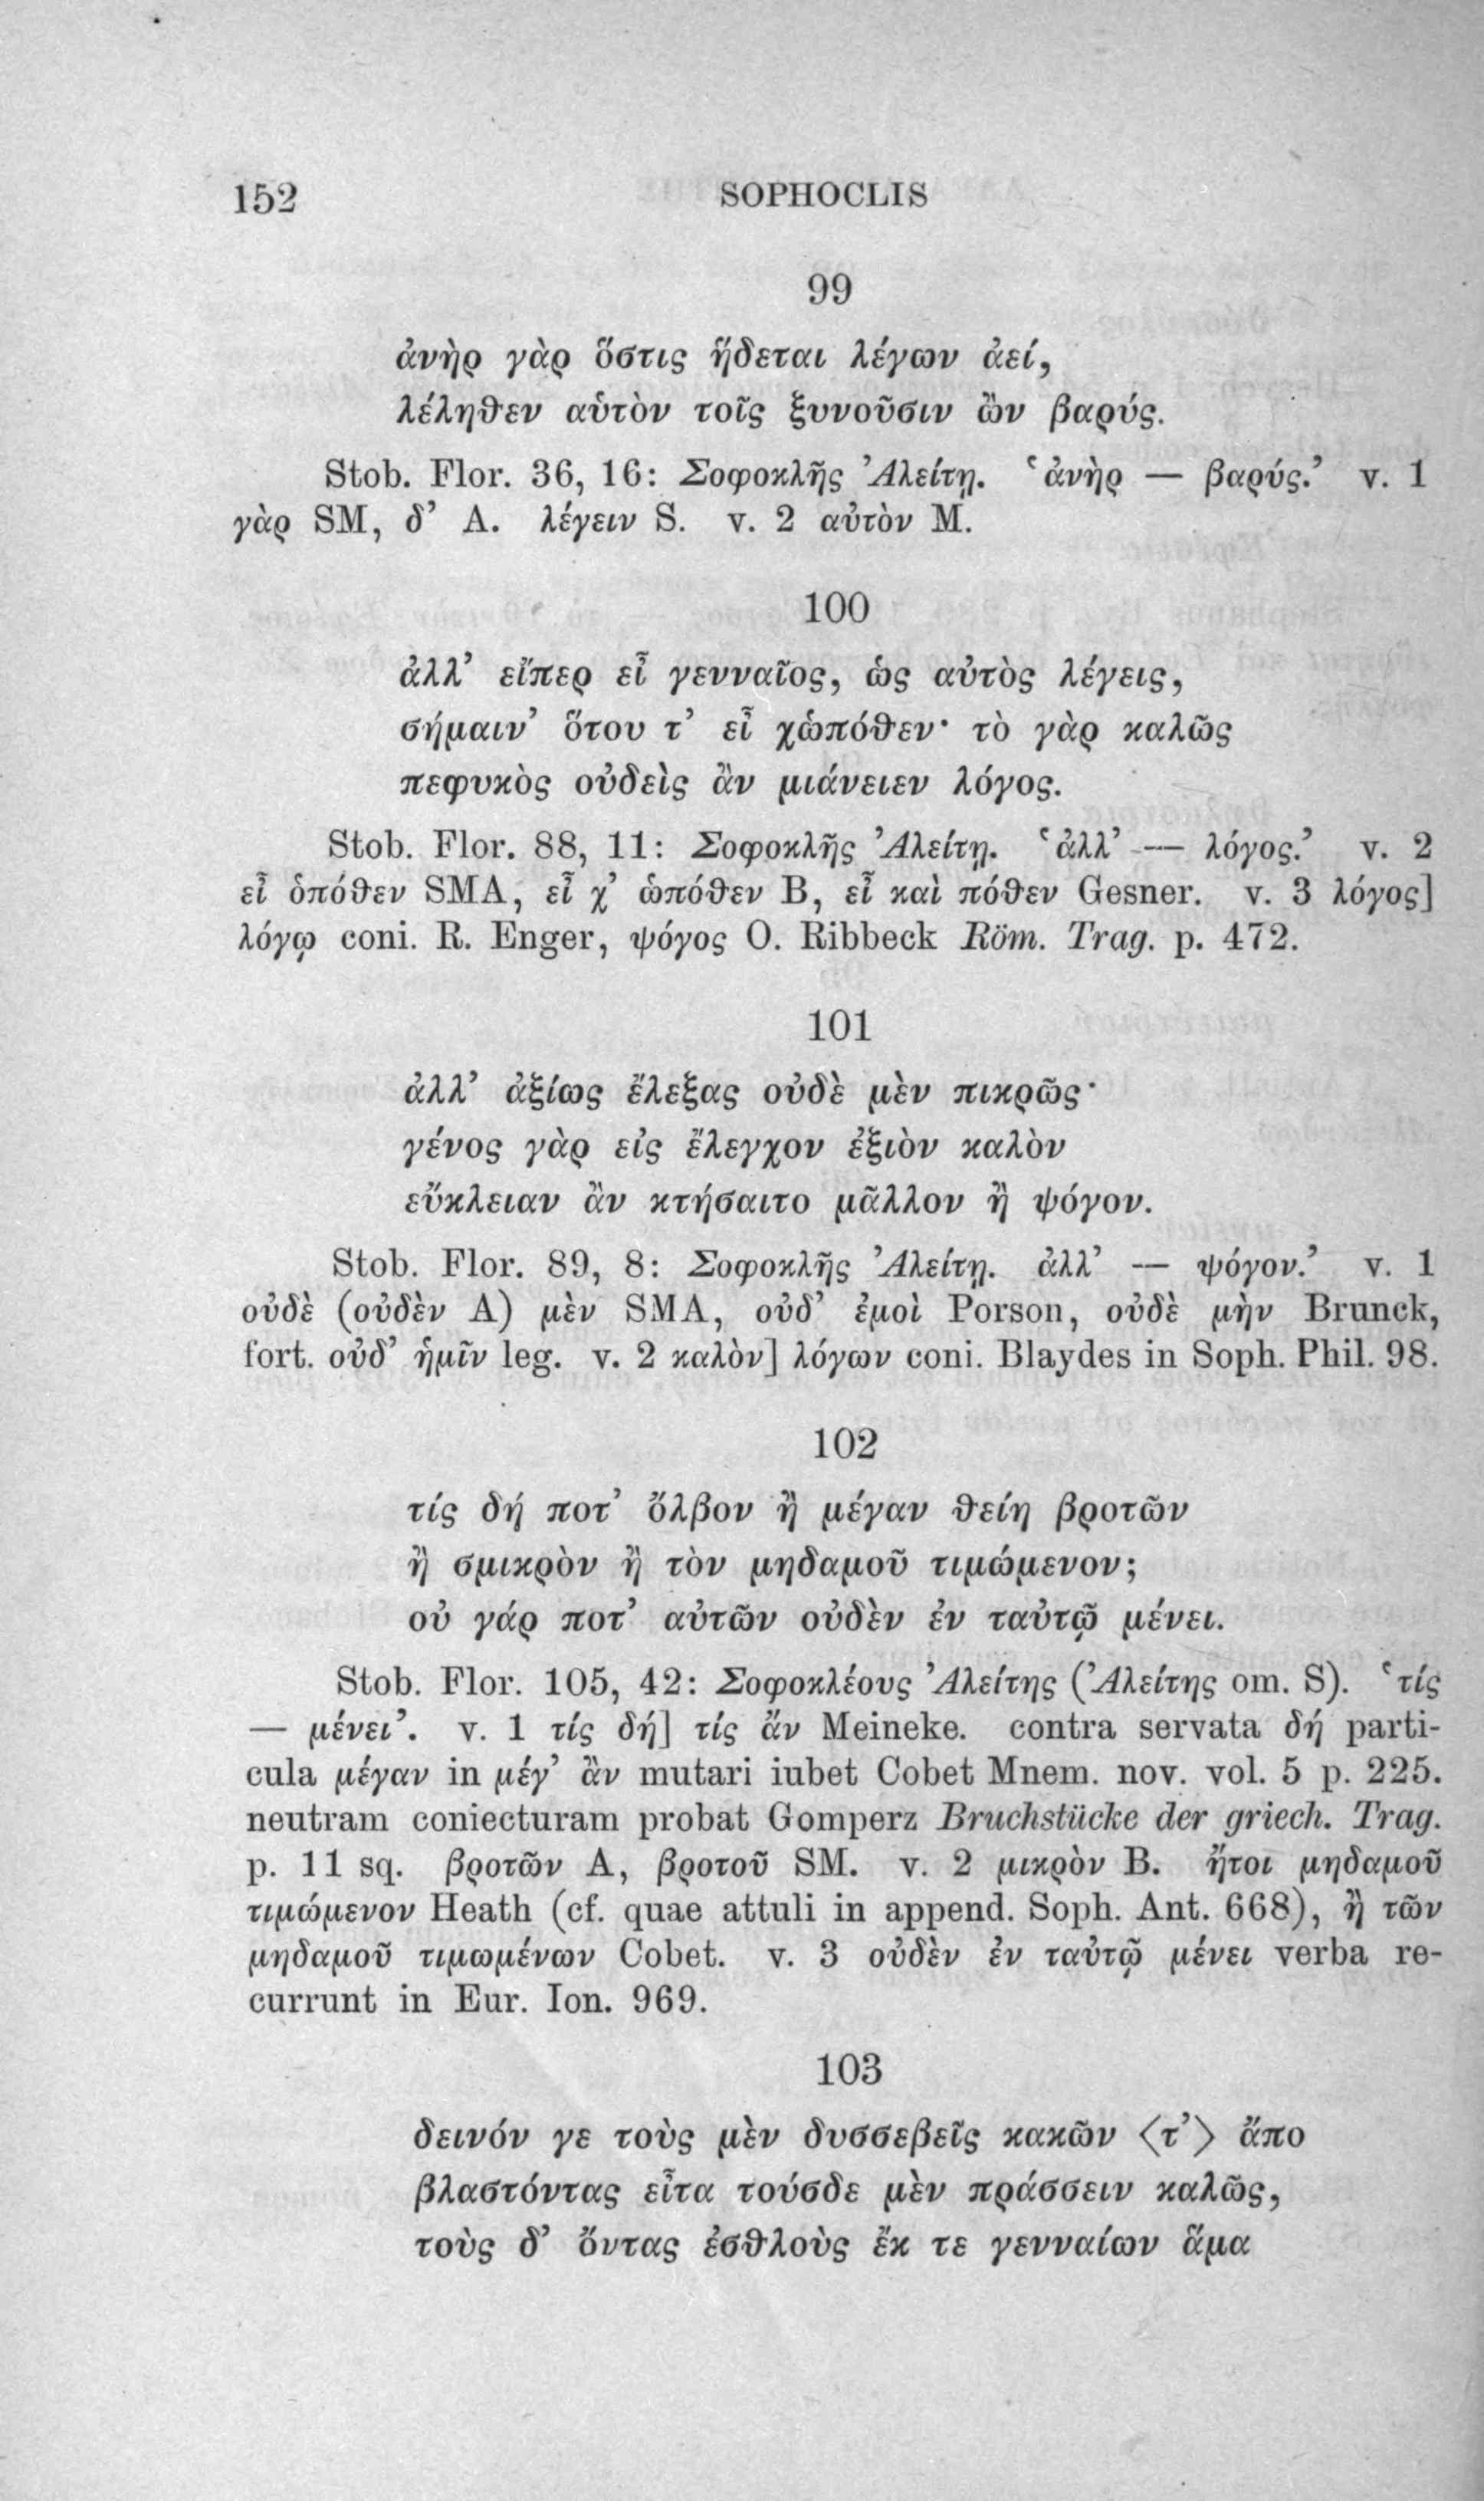 152 SOPHOCLIS
99
ἀνὴρ γὰρ ὅστις ἥδεται λέγων ἀεί,
λέληθεν αὑτὸν τοῖς ξυνοῦσιν ὢν βαρύς.
Stob. Flor. 36, 16: Σοφοκλῆς Ἀλείτῃ. ‘ἀνὴρ — βαρύς.’ v. 1
γὰρ SM, δ’ A. λέγειν S. v. 2 αὐτὸν M.
100
ἀλλ’ εἴπερ εἶ γενναῖος, ὡς αὐτὸς λέγεις,
σήμαιν’ ὅτου τ’ εἶ χὠπόθεν· τὸ γὰρ καλῶς
πεφυκὸς οὐδεὶς ἂν μιάνειεν λόγος.
Stob. Flor. 88, 11: Σοφοκλῆς Ἀλείτῃ. ‘ἀλλ’ — λόγος.’ v. 2
εἶ ὁπόθεν SMA, εἶ χ’ ὡπόθεν B, εἶ καὶ πόθεν Gesner. v. 3 λόγος]
λόγῳ coni. R. Enger, ψόγος O. Ribbeck Röm. Trag. p. 472.
101
ἀλλ’ ἀξίως ἔλεξας οὐδὲ μὲν πικρῶς·
γένος γὰρ εἰς ἔλεγχον ἐξιὸν καλὸν
εὔκλειαν ἂν κτήσαιτο μᾶλλον ἢ ψόγον.
Stob. Flor. 89, 8: Σοφοκλῆς Ἀλείτῃ. ἀλλ’ — ψόγον.’ v. 1
οὐδὲ (οὐδὲν A) μὲν SMA, οὐδ’ ἐμοὶ Porson, οὐδὲ μὴν Brunck,
fort. οὐδ’ ἡμῖν leg. v. 2 καλὸν] λόγων coni. Blaydes in Soph. Phil. 98.
102
τίς δή ποτ’ ὄλβον ἢ μέγαν θείη βροτῶν
ἢ σμικρὸν ἢ τὸν μηδαμοῦ τιμώμενον;
οὐ γάρ ποτ’ αὐτῶν οὐδὲν ἐν ταὐτῷ μένει.
Stob. Flor. 105, 42: Σοφοκλέους Ἀλείτης (Ἀλείτης om. S). ‘τίς
— μένει’. v. 1 τίς δή] τίς ἄν Meineke. contra servata δή parti-
cula μέγαν in μέγ’ ἂν mutari iubet Cobet Mnem. nov. vol. 5 p. 225.
neutram coniecturam probat Gomperz Bruchstücke der griech. Trag.
p. 11 sq. βροτῶν A, βροτοῦ SM. v. 2 μικρὸν B. ἤτοι μηδαμοῦ
τιμώμενον Heath (cf. quae attuli in append. Soph. Ant. 668), ἢ τῶν
μηδαμοῦ τιμωμένων Cobet. v. 3 οὐδὲν ἐν ταὐτῷ μένει verba re-
currunt in Eur. Ion. 969.
103
δεινόν γε τοὺς μὲν δυσσεβεῖς κακῶν ⟨τ’⟩ ἄπο
βλαστόντας εἶτα τούσδε μὲν πράσσειν καλῶς,
τοὺς δ’ ὄντας ἐσθλοὺς ἔκ τε γενναίων ἅμα